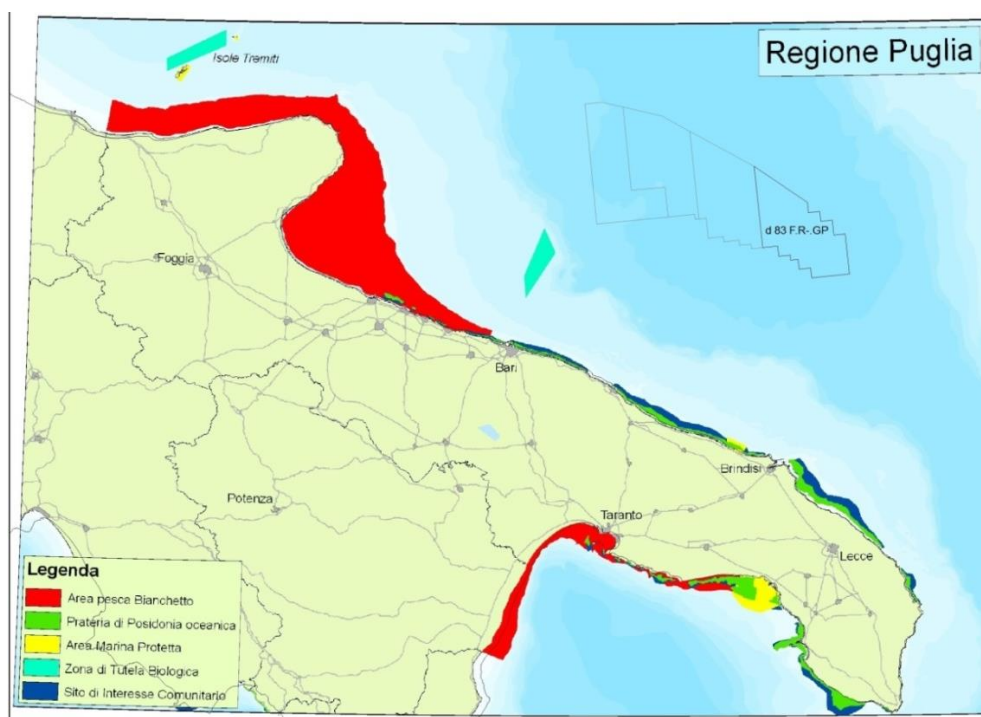 Regione Puglia
Isole Tremiti
d 83 F.R-.GP
Foggia
Bari
Brindisi
Potenza
Taranto
Lecce
Legenda
Area pesca Bianchetto
Prateria di Posidonia oceanica
Area Marina Protetta
Zona di Tutela Biologica
Sito di Interesse Comunitario